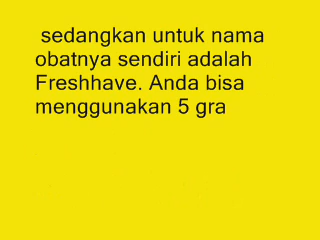 sedangkan untuk nama
obatnya sendiri adalah
Freshhave. Anda bisa
menggunakan 5 gra